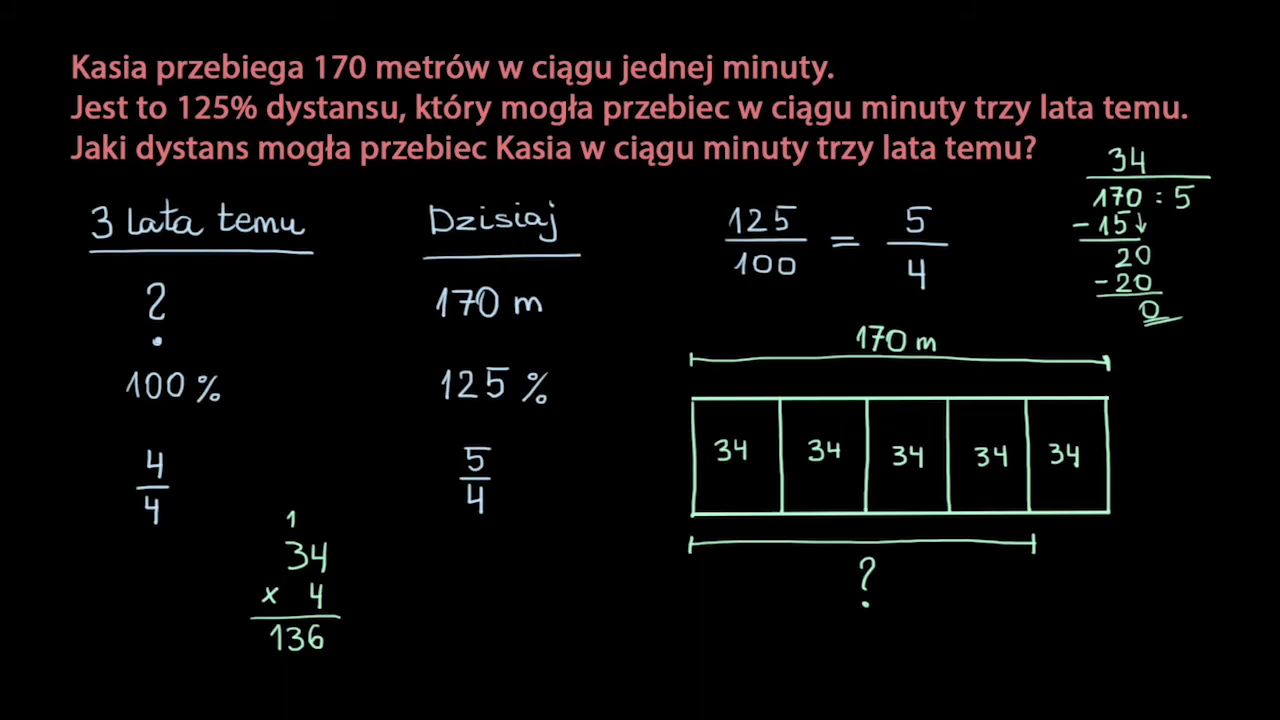 Kasia przebiega 170 metrów w ciągu jednej minuty.
Jest to 125% dystansu, który mogła przebiec w ciągu minuty trzy lata temu.
Jaki dystans mogła przebiec Kasia w ciągu minuty trzy lata temu?
3 lata temu
?
100 %
4
4
Dzisiaj
170 m
125 %
5
4
125
100
=
5
4
34
170 : 5
- 15 ↓
20
- 20
0
170 m
34 34 34 34 34
?
1
34
x 4
136